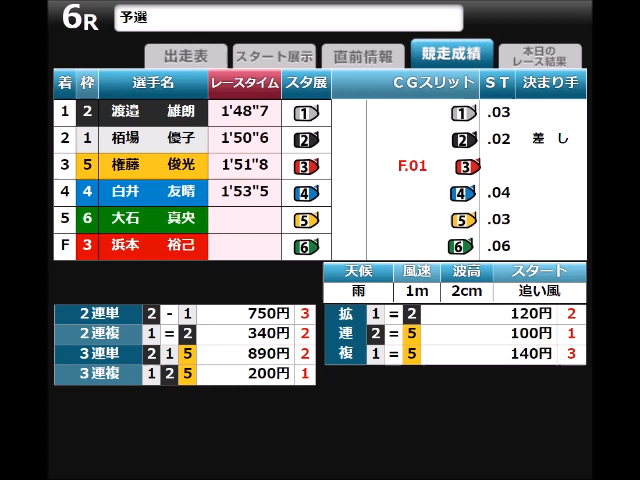 6R 予選
出走表 スタート展示 直前情報 競走成績 本日のレース結果
着 枠 選手名 レースタイム スタ展 CGスリット ST 決まり手
1 2 渡邉 雄朗 1'48"7 1 1 .03
2 1 栢場 優子 1'50"6 2 2 .02 差 し
3 5 権藤 俊光 1'51"8 3 F.01 3
4 4 白井 友晴 1'53"5 4 4 .04
5 6 大石 真央 5 5 .03
F 3 浜本 裕己 6 6 .06
天候 風速 波高 スタート
雨 1m 2cm 追い風
2連単 2 - 1 750円 3
2連複 1 = 2 340円 2
3連単 2 1 5 890円 2
3連複 1 2 5 200円 1
拡 1 = 2 120円 2
連 2 = 5 100円 1
複 1 = 5 140円 3